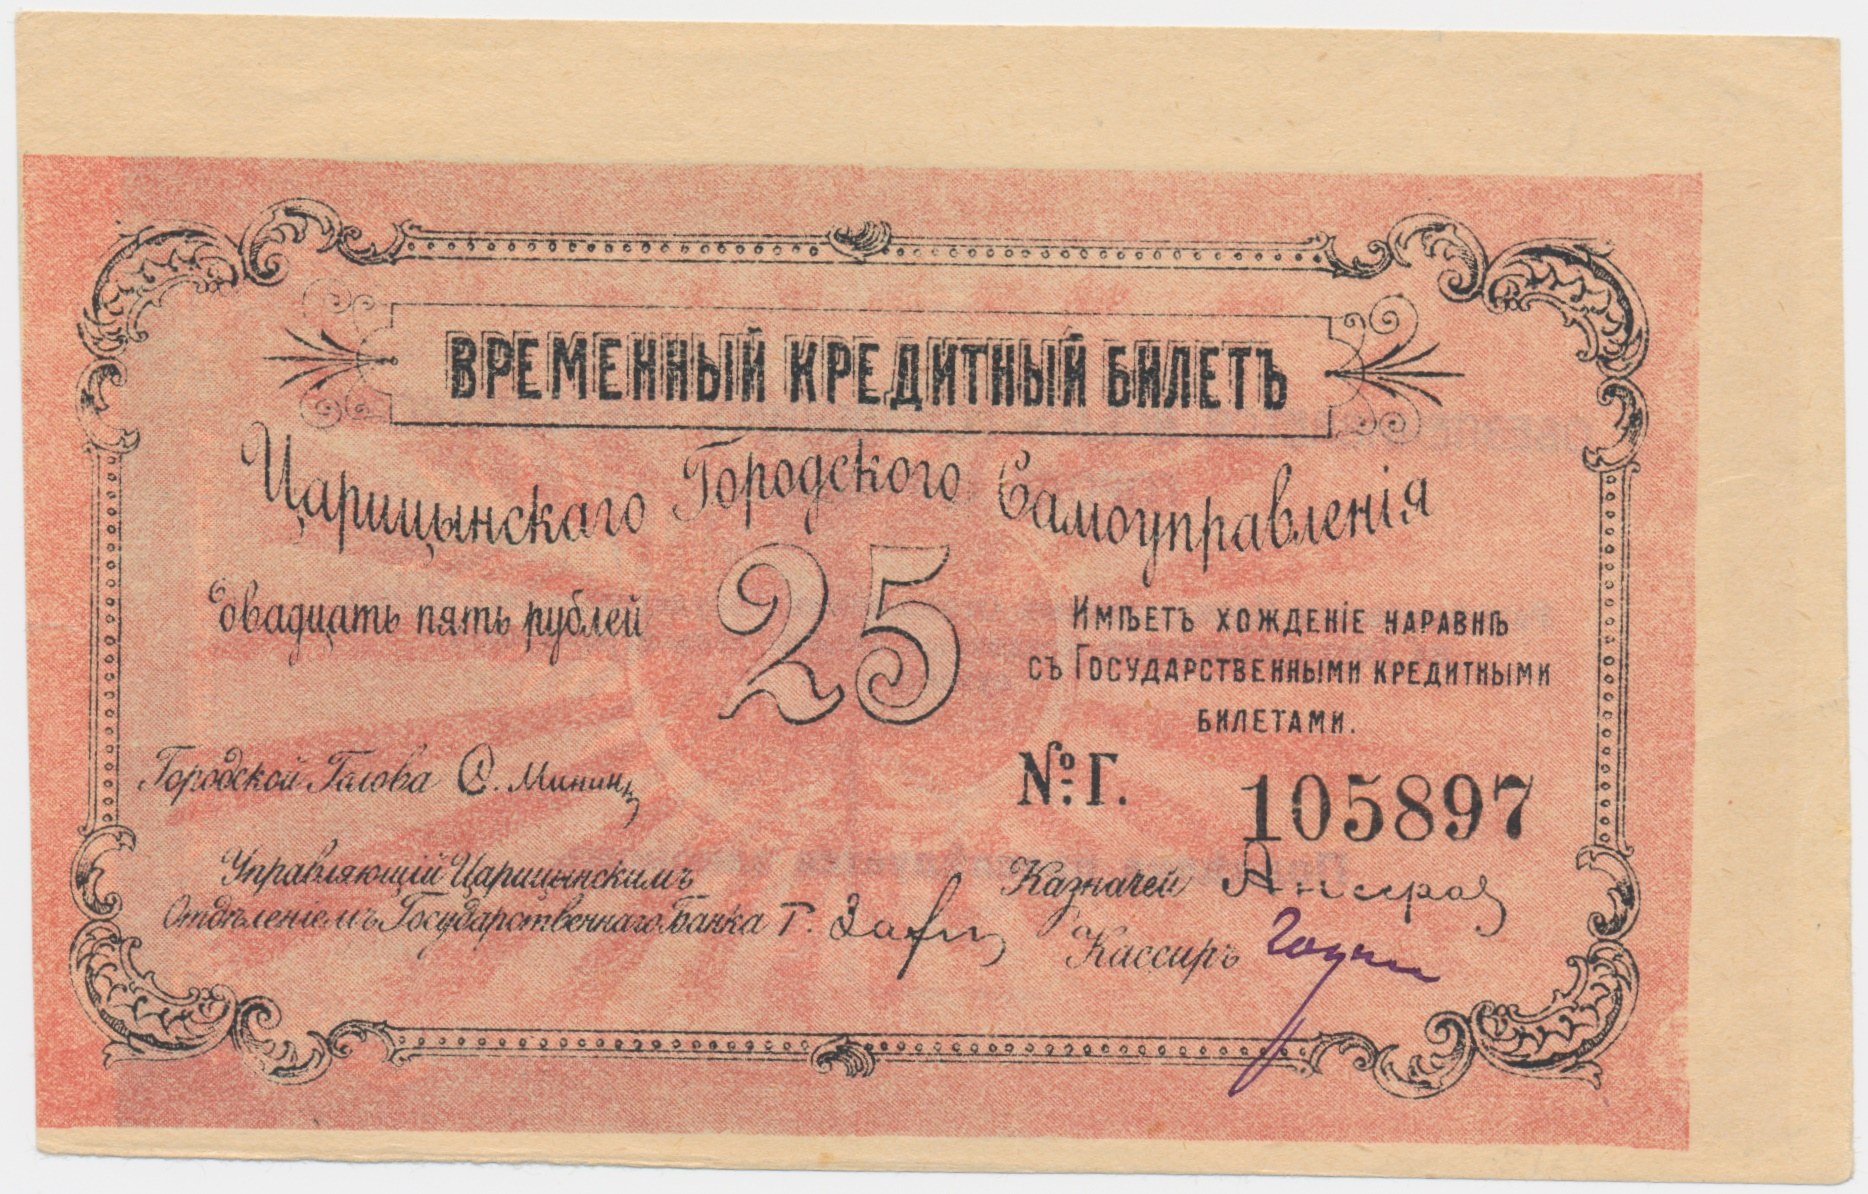 ВРЕМЕННЫЙ КРЕДИТНЫЙ БИЛЕТЪ
Царицынскаго Городского Самоуправленія
двадцать пять рублей
25
Имѣетъ хожденіе наравнѣ
съ Государственными кредитными
билетами.
Городской Голова С. Мининъ
№ Г. 105897
Управляющій Царицынскимъ
Отдѣленіемъ Государственнаго Банка Г.
Казначей
Кассиръ